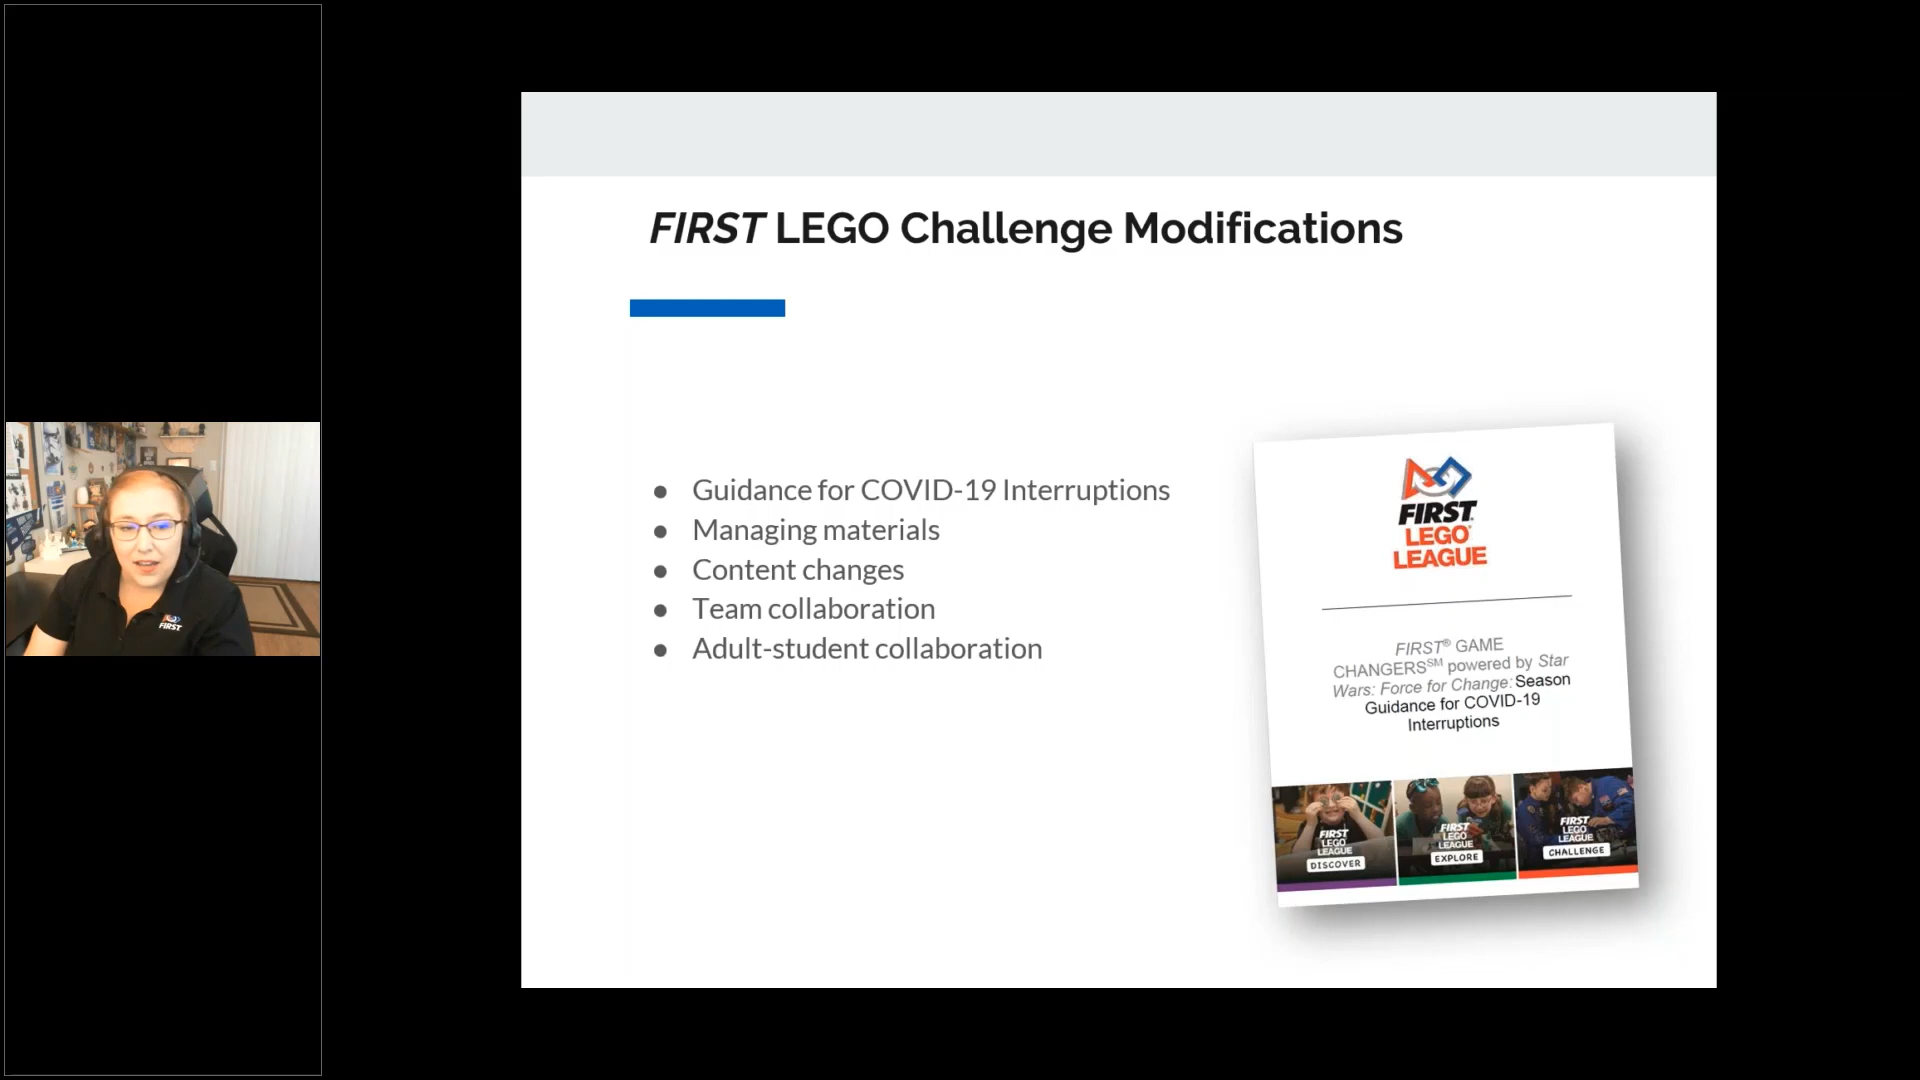 FIRST LEGO Challenge Modifications
● Guidance for COVID-19 Interruptions
● Managing materials
● Content changes
● Team collaboration
● Adult-student collaboration
FIRST
LEGO
LEAGUE
FIRST® GAME
CHANGERS℠ powered by Star
Wars: Force for Change: Season
Guidance for COVID-19
Interruptions
FIRST
LEGO
LEAGUE
DISCOVER
FIRST
LEGO
LEAGUE
EXPLORE
FIRST
LEGO
LEAGUE
CHALLENGE
FIRST